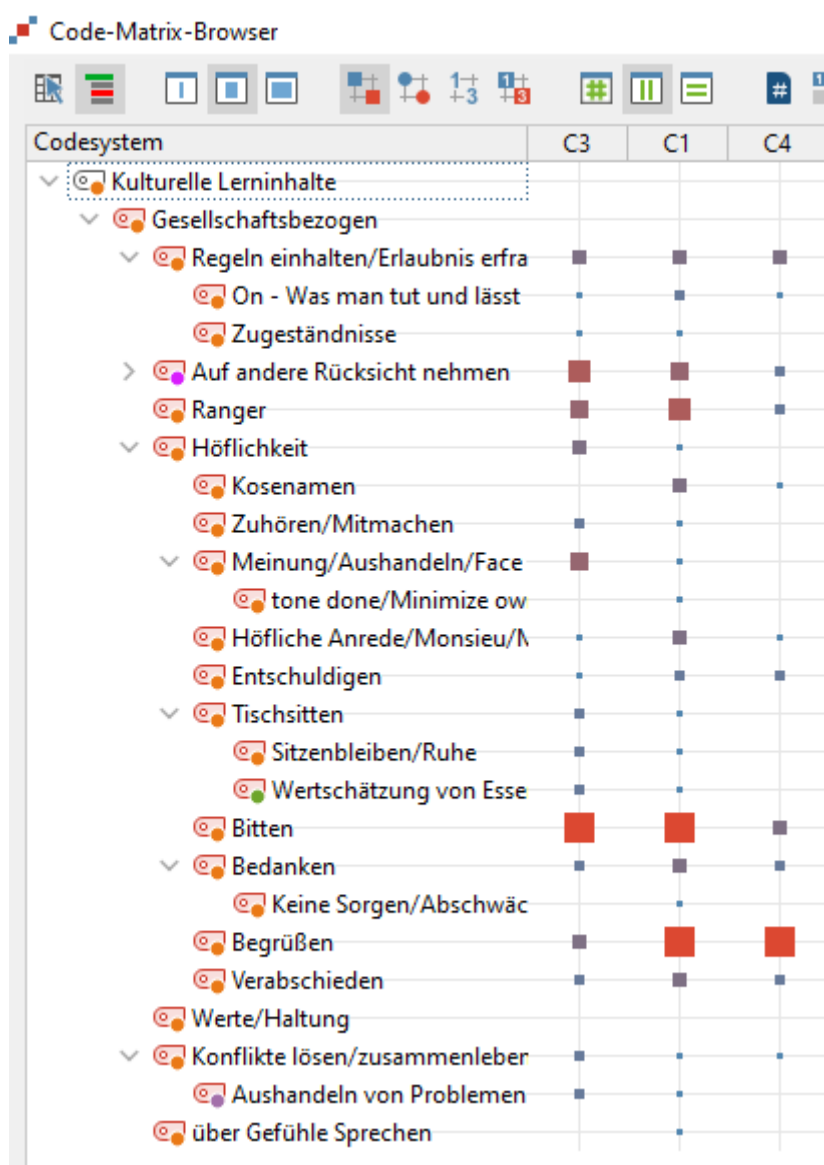 Code-Matrix-Browser
Codesystem C3 C1 C4
Kulturelle Lerninhalte
Gesellschaftsbezogen
Regeln einhalten/Erlaubnis erfra
On - Was man tut und lässt
Zugeständnisse
Auf andere Rücksicht nehmen
Ranger
Höflichkeit
Kosenamen
Zuhören/Mitmachen
Meinung/Aushandeln/Face
tone done/Minimize ow
Höfliche Anrede/Monsieu/
Entschuldigen
Tischsitten
Sitzenbleiben/Ruhe
Wertschätzung von Esse
Bitten
Bedanken
Keine Sorgen/Abschwäc
Begrüßen
Verabschieden
Werte/Haltung
Konflikte lösen/zusammenleben
Aushandeln von Problemen
über Gefühle Sprechen